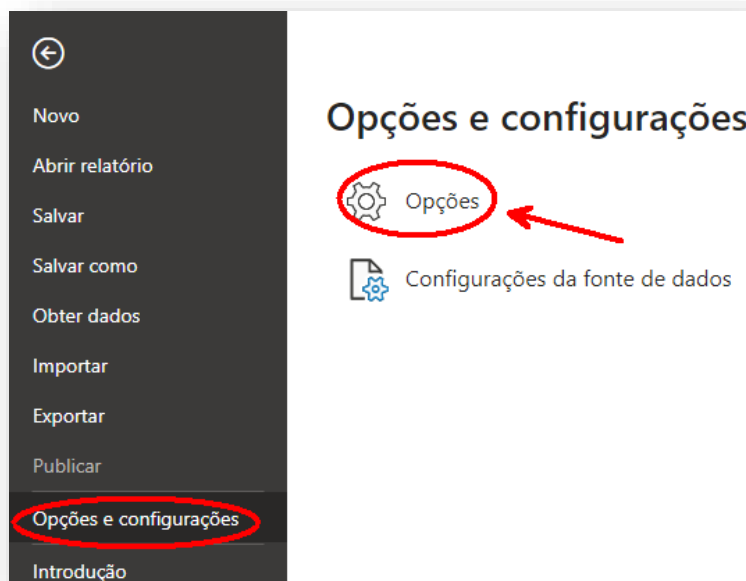 Novo
Abrir relatório
Salvar
Salvar como
Obter dados
Importar
Exportar
Publicar
Opções e configurações
Introdução
Opções e configurações
Opções
Configurações da fonte de dados